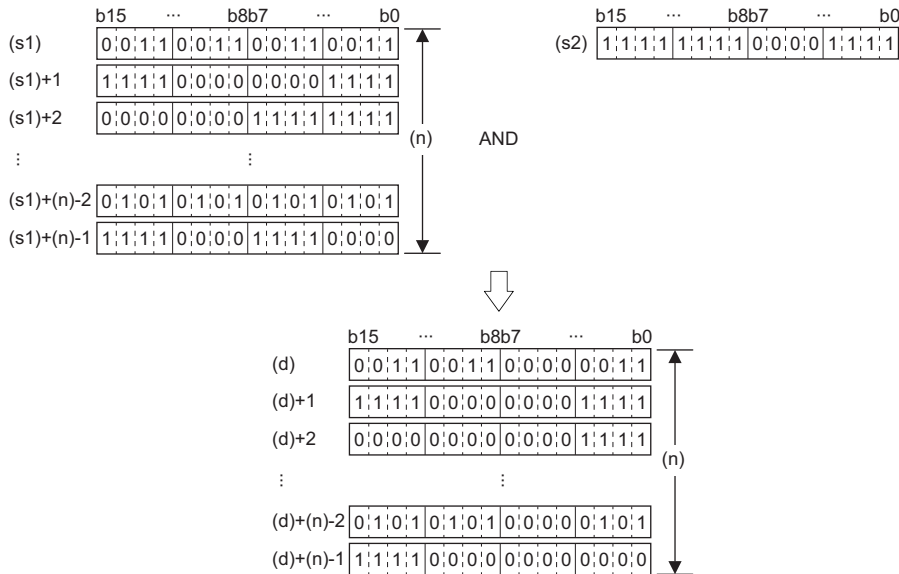 b15 ··· b8b7 ··· b0
(s1) 0 0 1 1 0 0 1 1 0 0 1 1 0 0 1 1
(s1)+1 1 1 1 1 0 0 0 0 0 0 0 0 1 1 1 1
(s1)+2 0 0 0 0 0 0 0 0 1 1 1 1 1 1 1 1
⋮ ⋮
(s1)+(n)-2 0 1 0 1 0 1 0 1 0 1 0 1 0 1 0 1
(s1)+(n)-1 1 1 1 1 0 0 0 0 1 1 1 1 0 0 0 0
(n)
AND
b15 ··· b8b7 ··· b0
(s2) 1 1 1 1 1 1 1 1 0 0 0 0 1 1 1 1
b15 ··· b8b7 ··· b0
(d) 0 0 1 1 0 0 1 1 0 0 0 0 0 0 1 1
(d)+1 1 1 1 1 0 0 0 0 0 0 0 0 1 1 1 1
(d)+2 0 0 0 0 0 0 0 0 0 0 0 0 1 1 1 1
⋮ ⋮
(d)+(n)-2 0 1 0 1 0 1 0 1 0 0 0 0 0 1 0 1
(d)+(n)-1 1 1 1 1 0 0 0 0 0 0 0 0 0 0 0 0
(n)